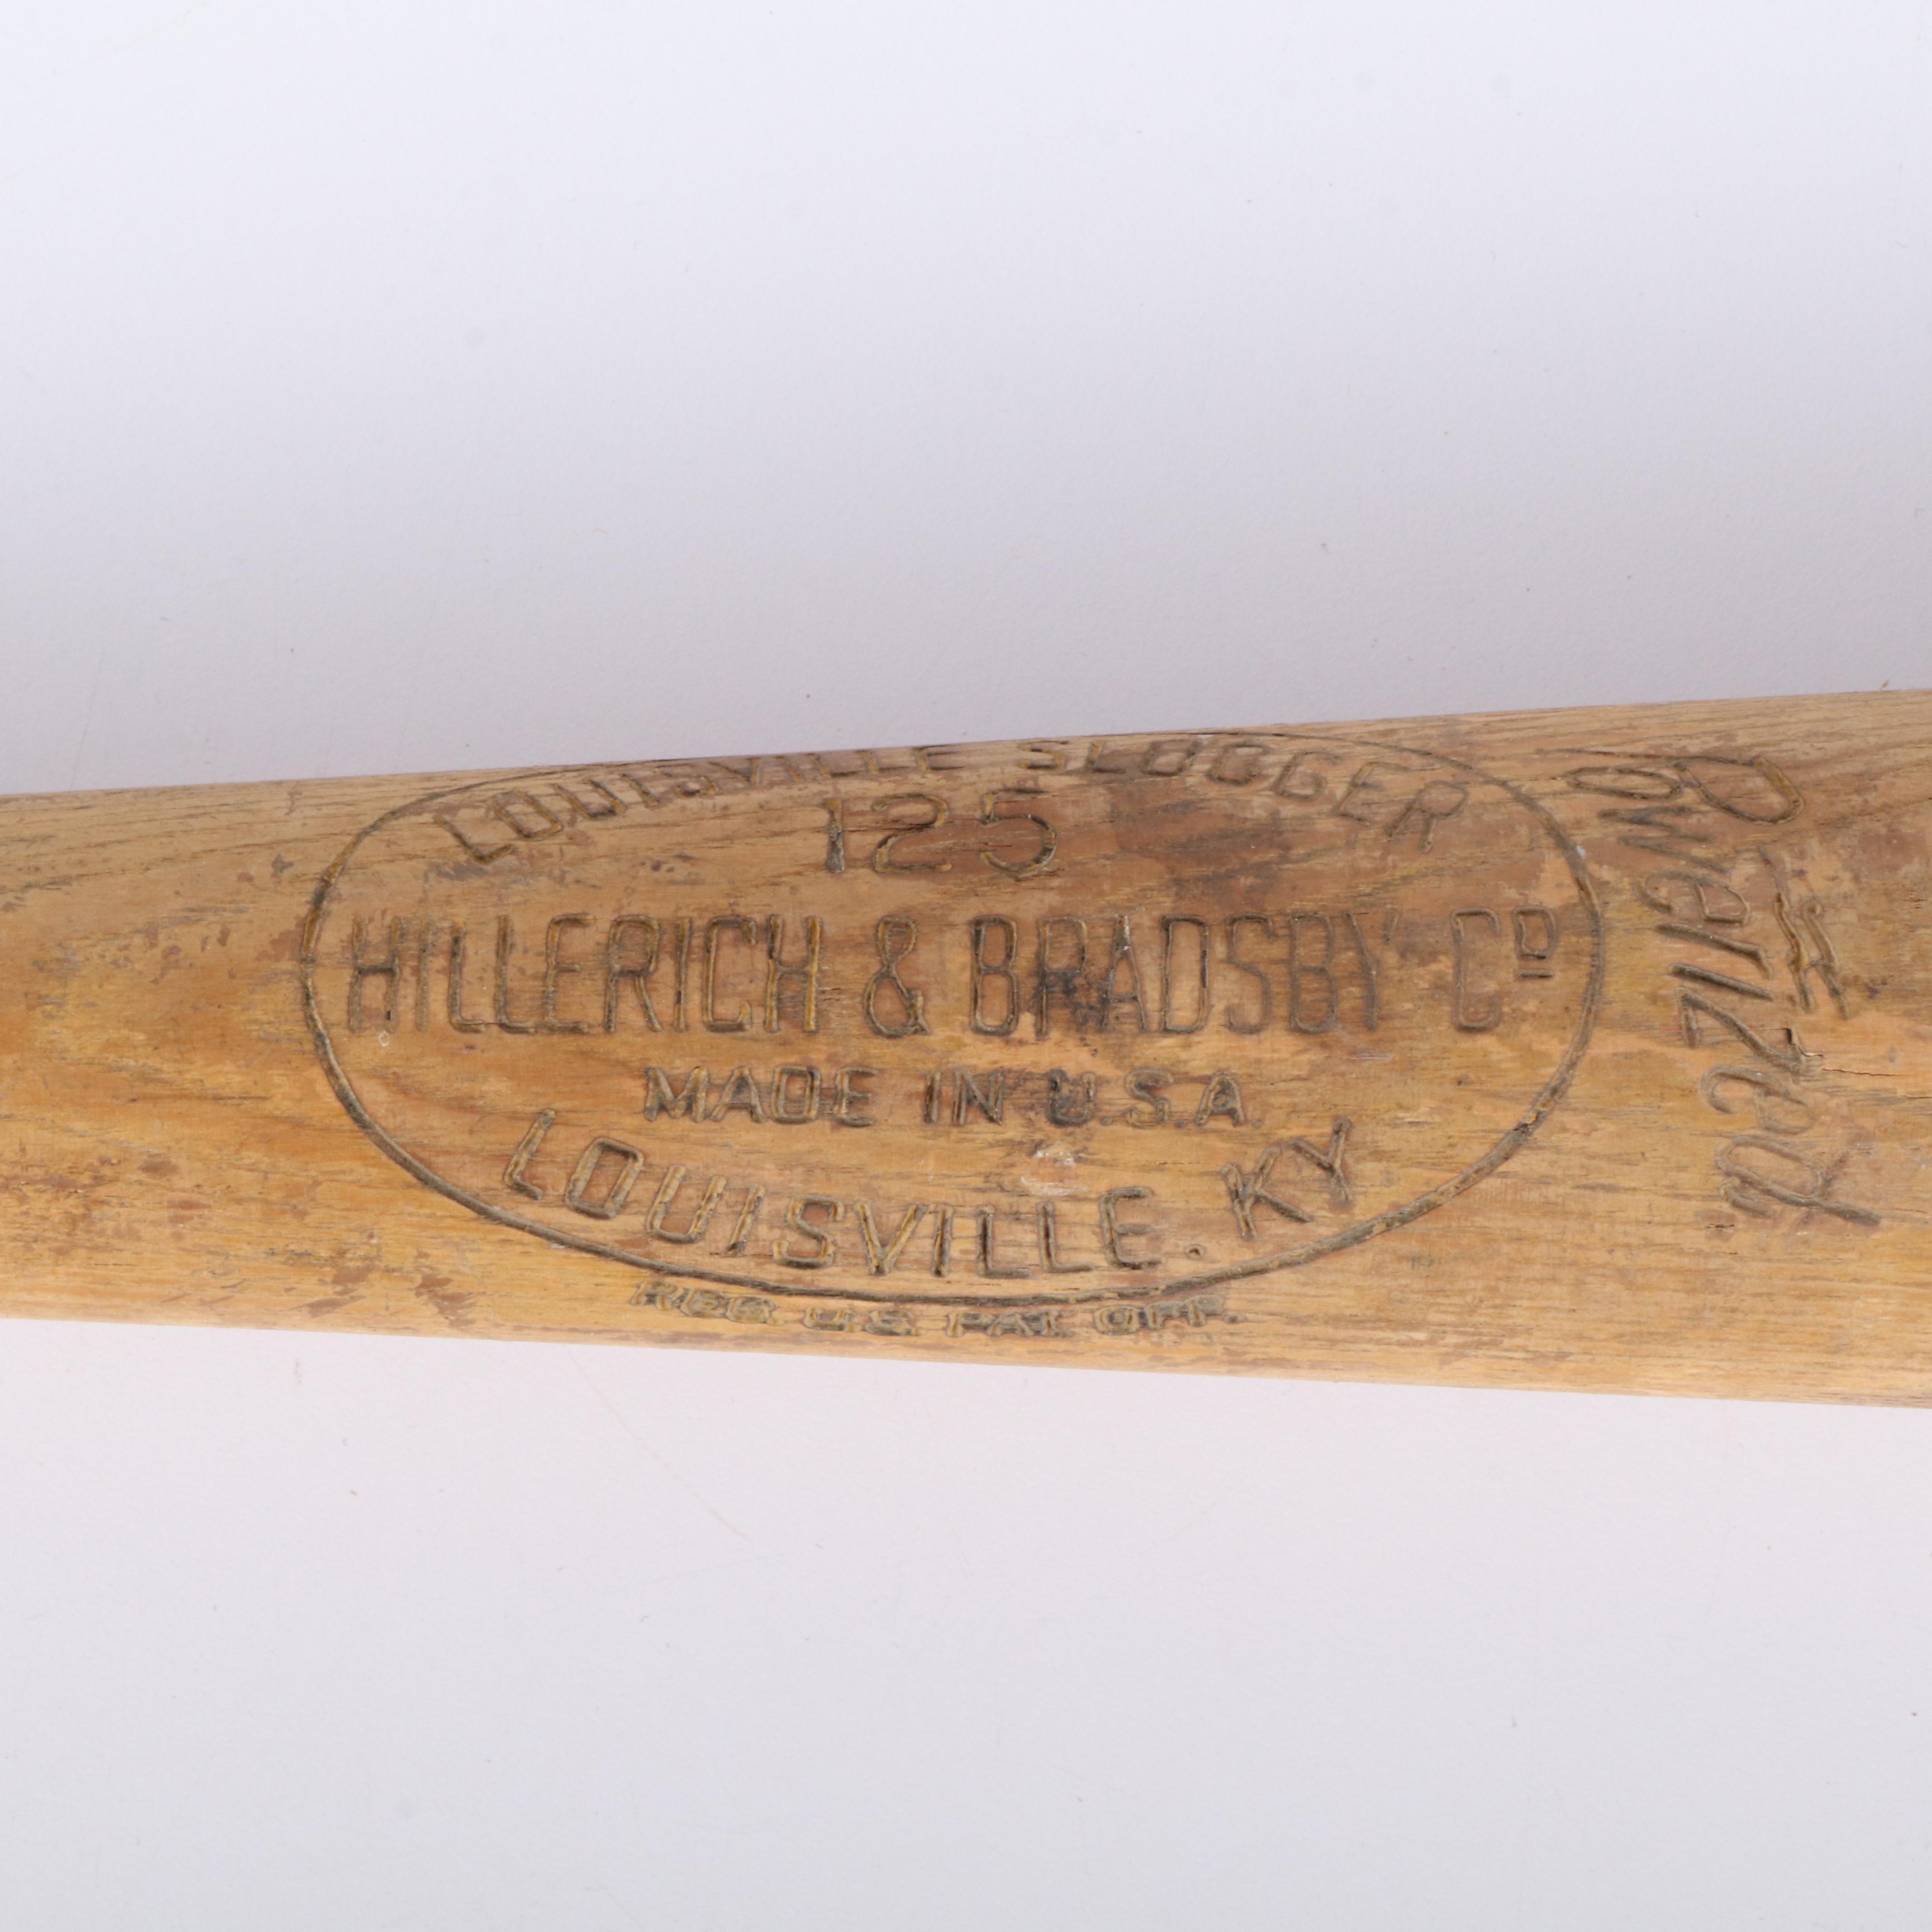 LOUISVILLE SLUGGER
125
HILLERICH & BRADSBY CO
MADE IN U.S.A.
LOUISVILLE. KY
REG. U.S. PAT. OFF.
Powerized